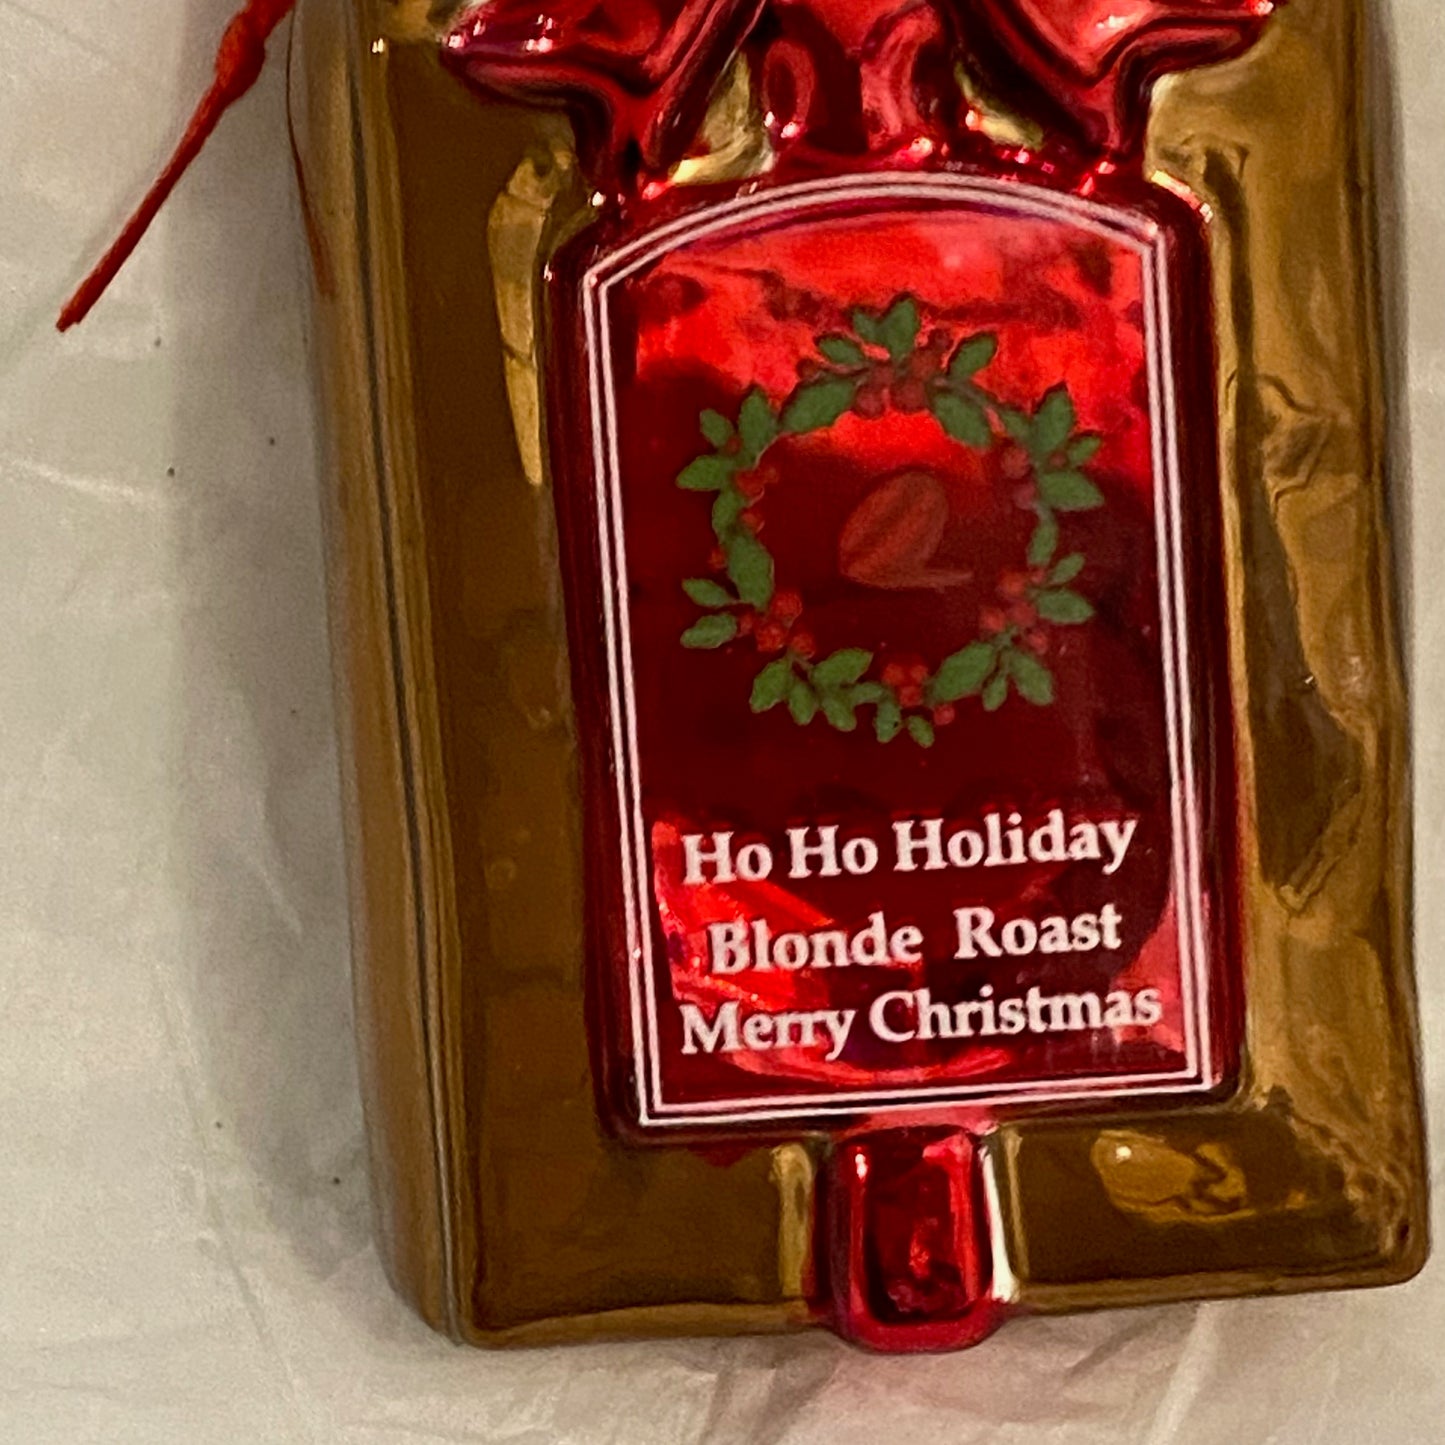 Ho Ho Holiday
Blonde Roast
Merry Christmas